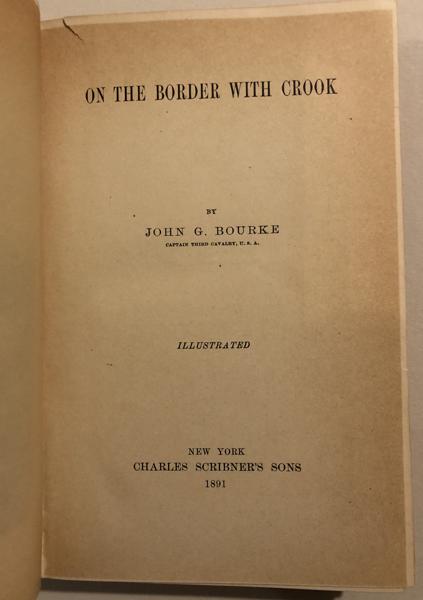 ON THE BORDER WITH CROOK
BY
JOHN G. BOURKE
CAPTAIN THIRD CAVALRY, U. S. A.
ILLUSTRATED
NEW YORK
CHARLES SCRIBNER'S SONS
1891